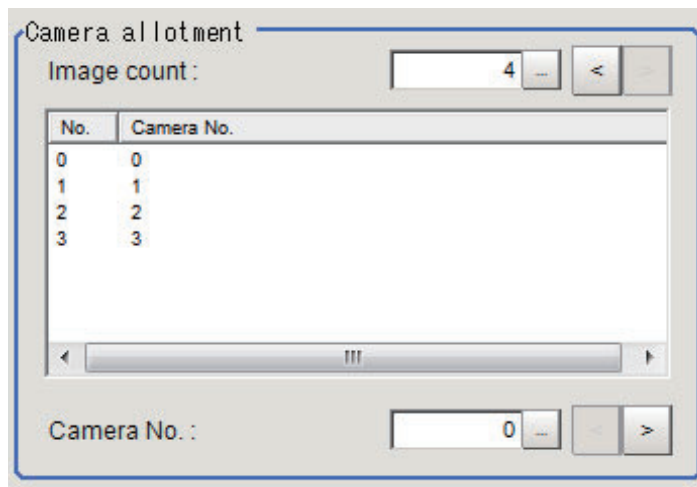 Camera allotment
Image count : 4 ... < >
No. Camera No.
0 0
1 1
2 2
3 3
Camera No. : 0 ... < >